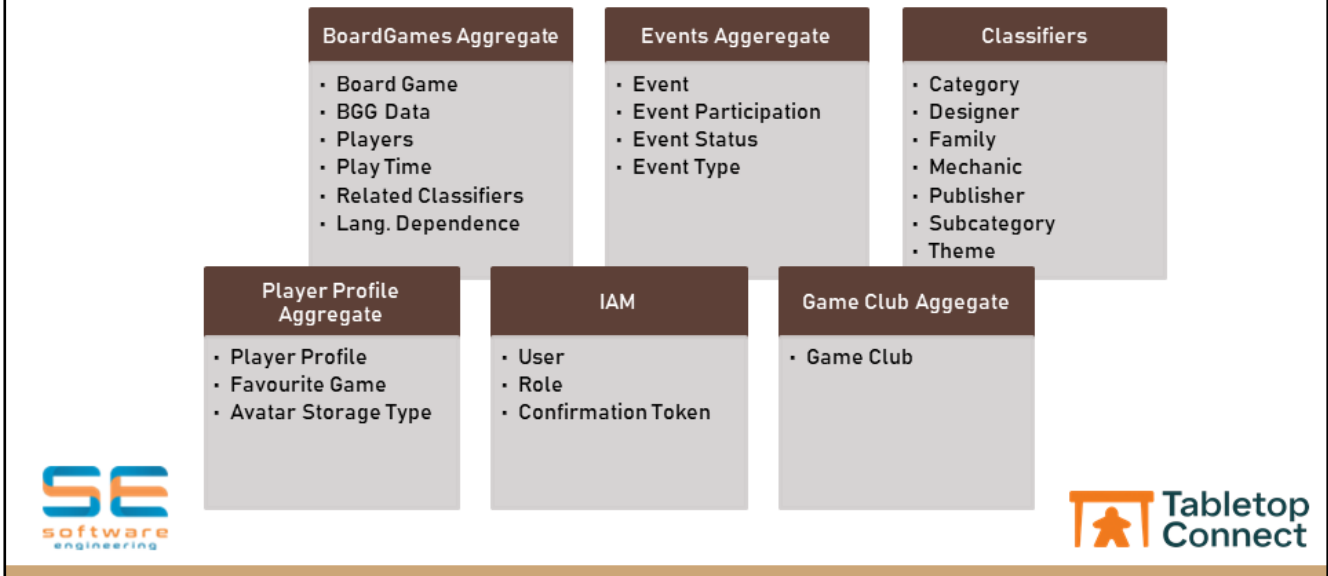 BoardGames Aggregate
· Board Game
· BGG Data
· Players
· Play Time
· Related Classifiers
· Lang. Dependence
Events Aggeregate
· Event
· Event Participation
· Event Status
· Event Type
Classifiers
· Category
· Designer
· Family
· Mechanic
· Publisher
· Subcategory
· Theme
Player Profile
Aggregate
· Player Profile
· Favourite Game
· Avatar Storage Type
IAM
· User
· Role
· Confirmation Token
Game Club Aggegate
· Game Club
SE
software
engineering
Tabletop
Connect